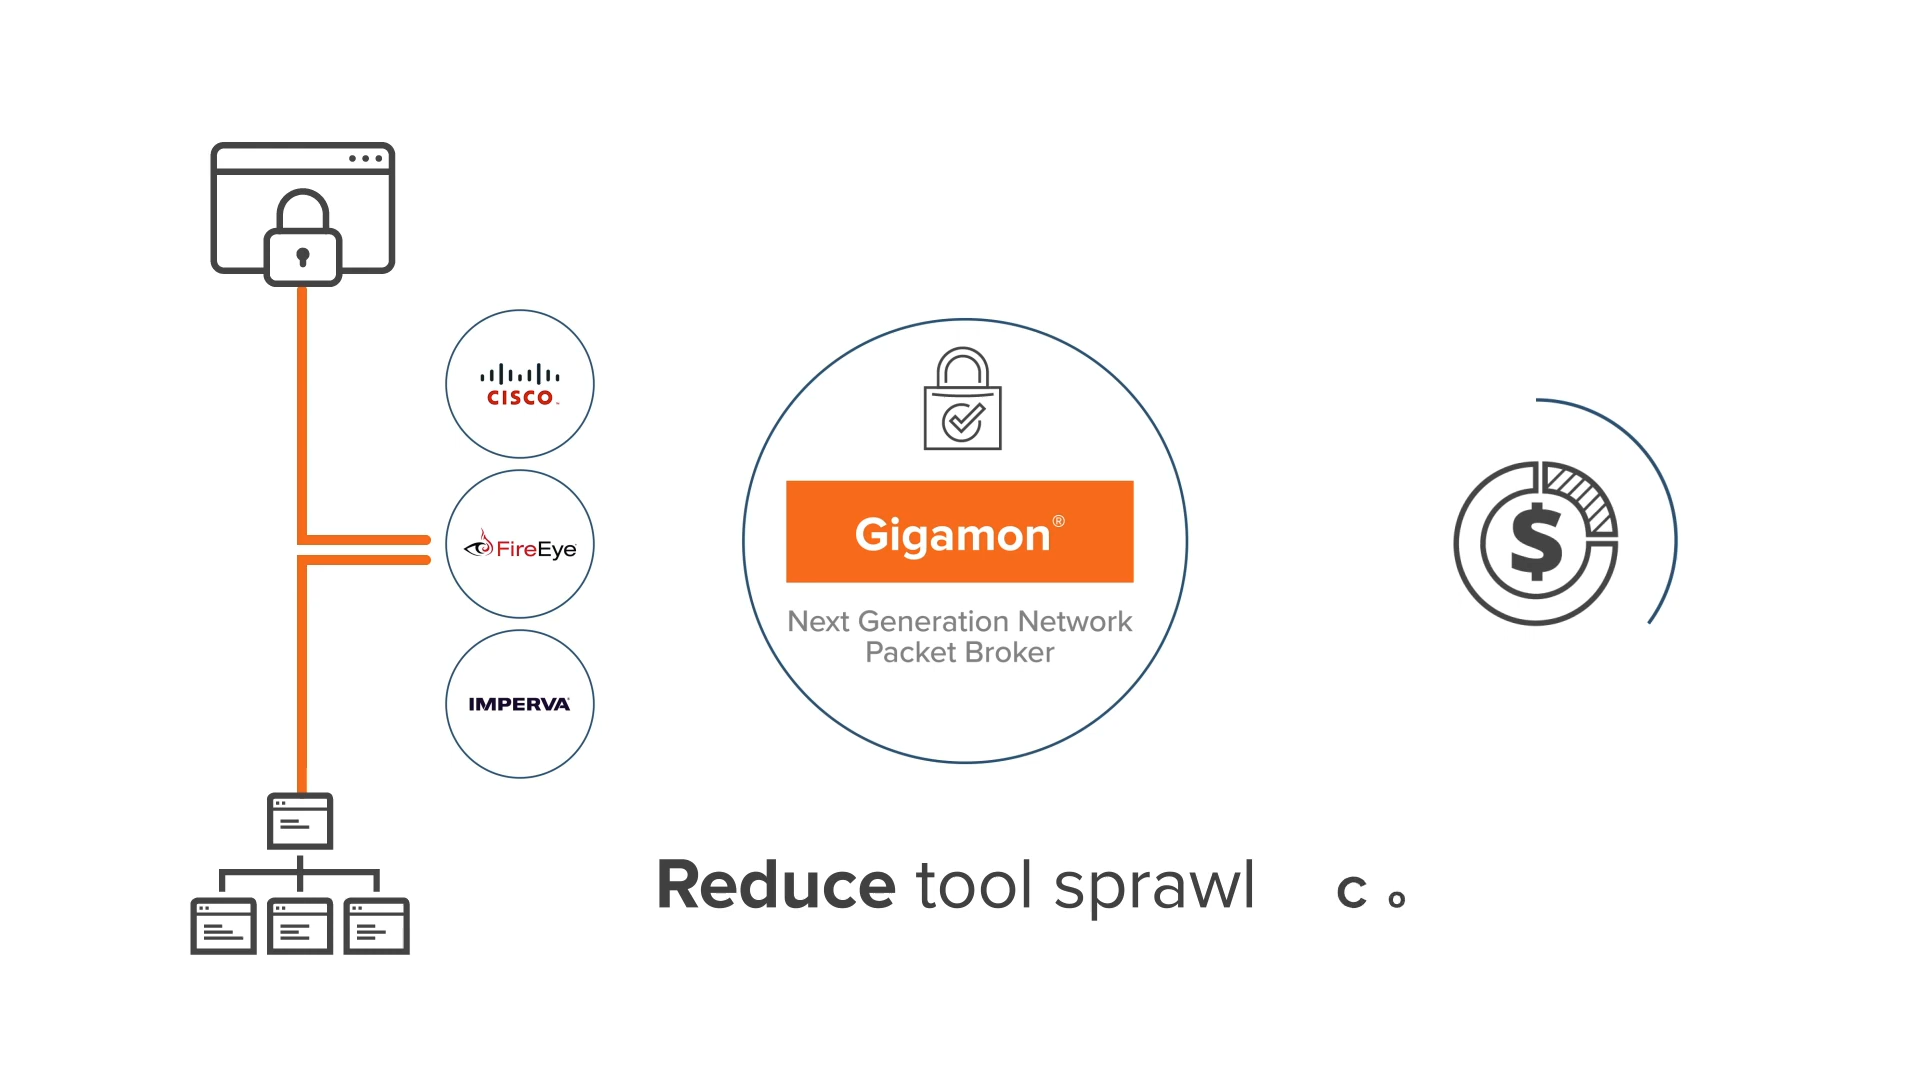 CISCO
FireEye
IMPERVA
Gigamon®
Next Generation Network
Packet Broker
Reduce tool sprawl c o
$